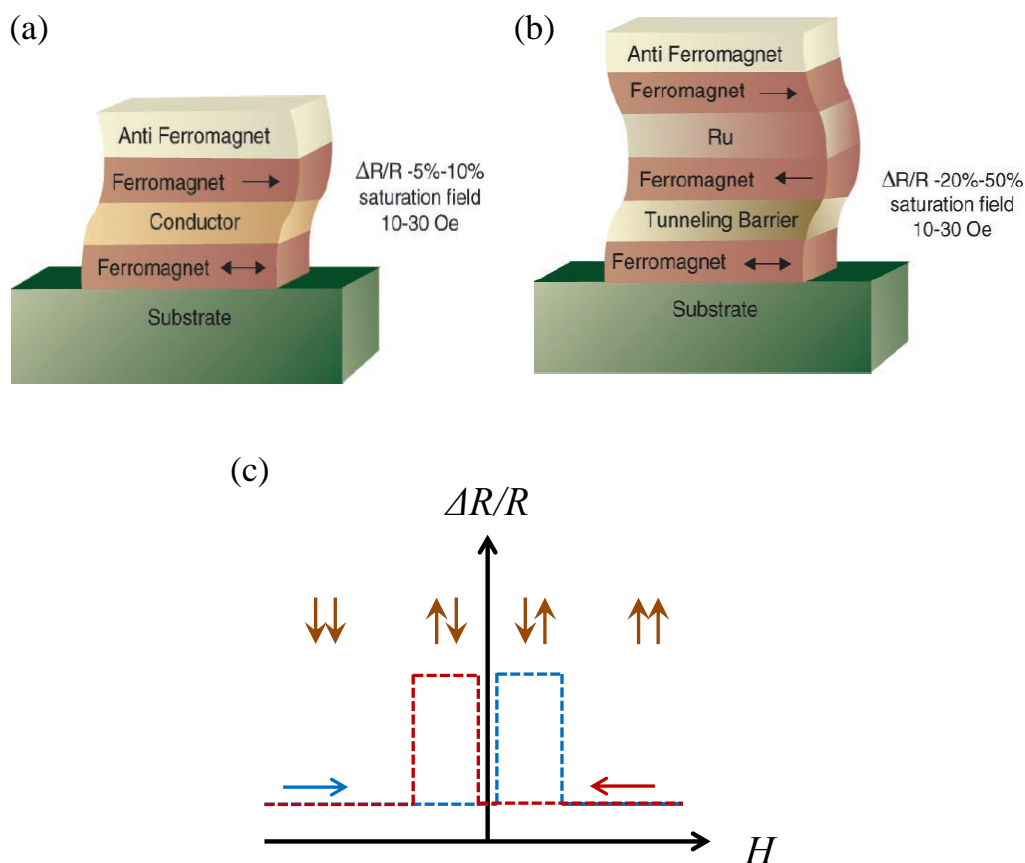 (a)
Anti Ferromagnet
Ferromagnet
Conductor
Ferromagnet
Substrate
ΔR/R -5%-10%
saturation field
10-30 Oe
(b)
Anti Ferromagnet
Ferromagnet
Ru
Ferromagnet
Tunneling Barrier
Ferromagnet
Substrate
ΔR/R -20%-50%
saturation field
10-30 Oe
(c)
ΔR/R
H